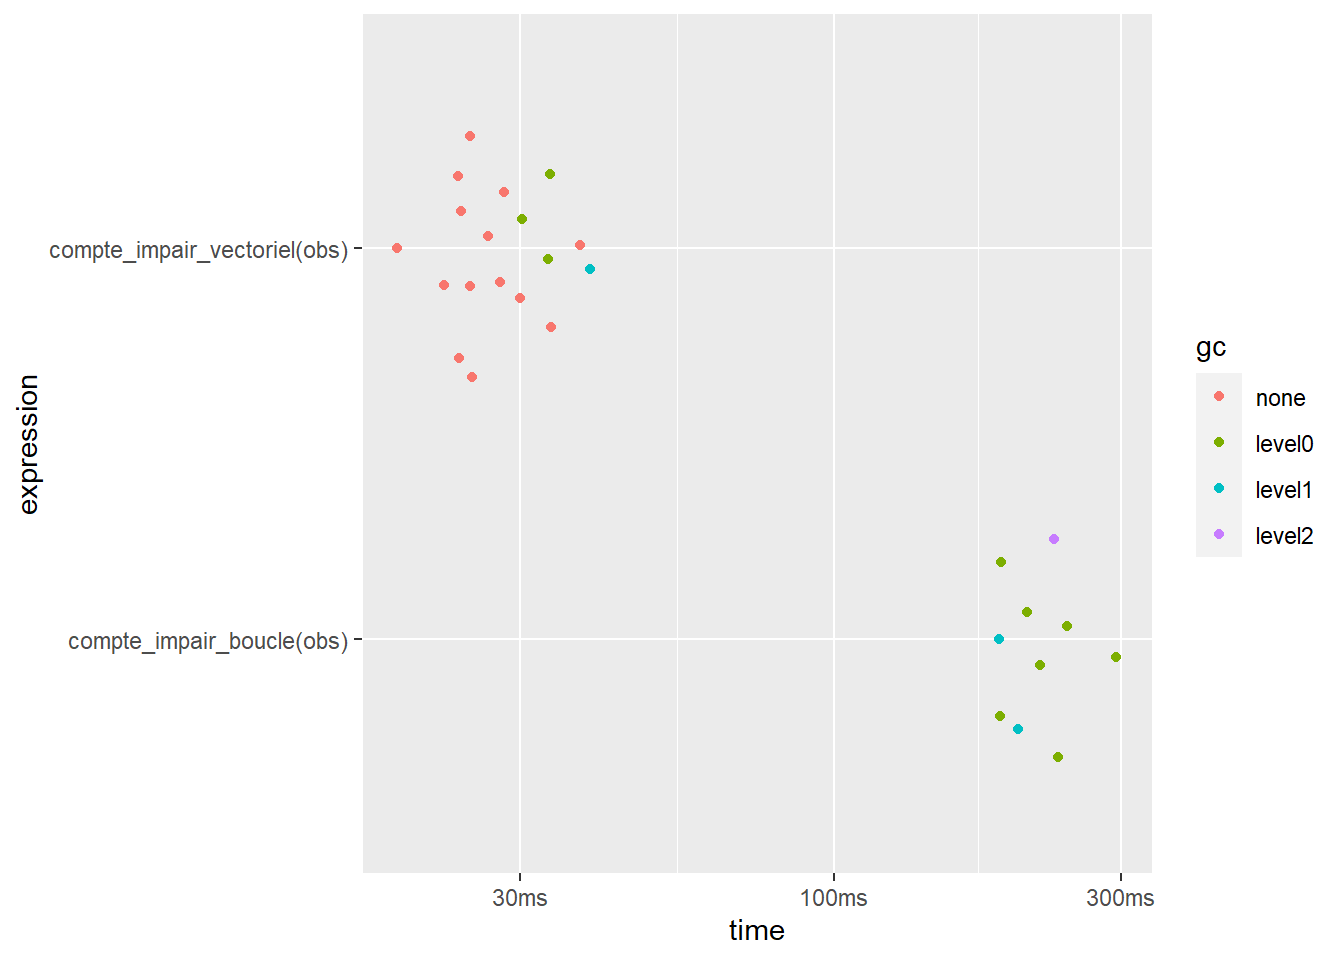 expression
compte_impair_vectoriel(obs)
compte_impair_boucle(obs)
30ms
100ms
300ms
time
gc
none
level0
level1
level2